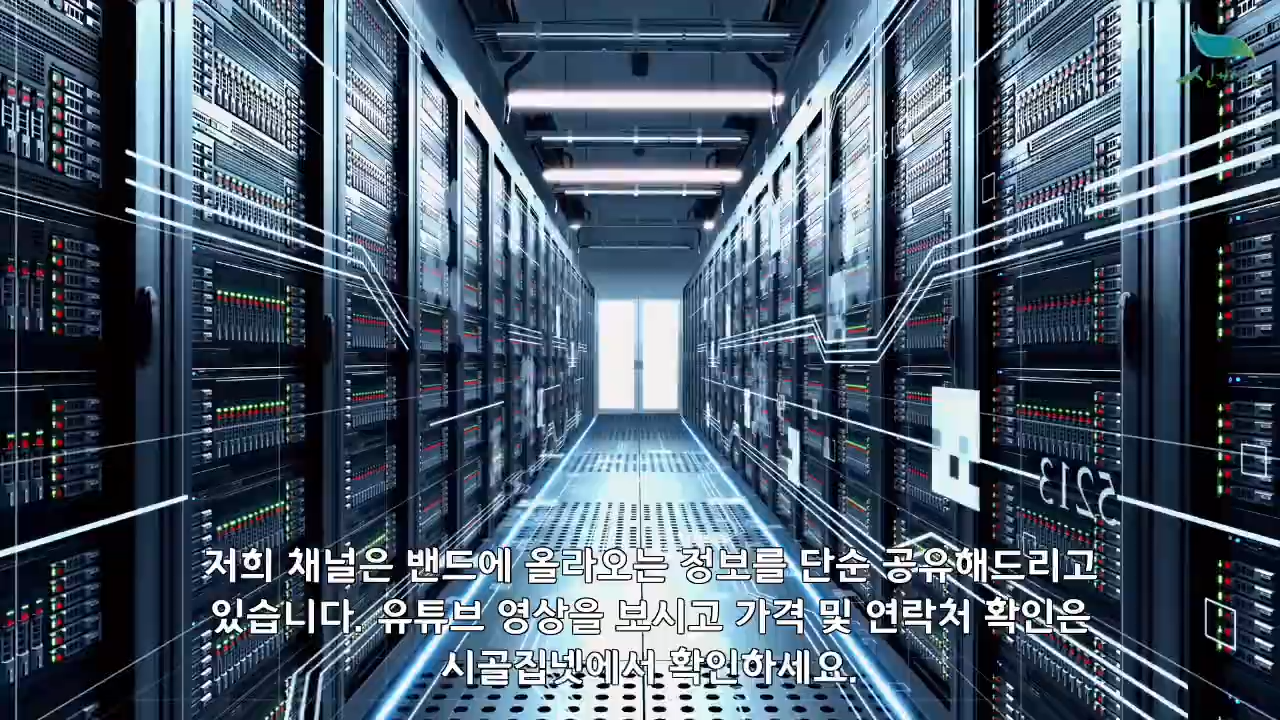 저희 채널은 밴드에 올라오는 정보를 단순 공유해드리고
있습니다. 유튜브 영상을 보시고 가격 및 연락처 확인은
시골집넷에서 확인하세요.